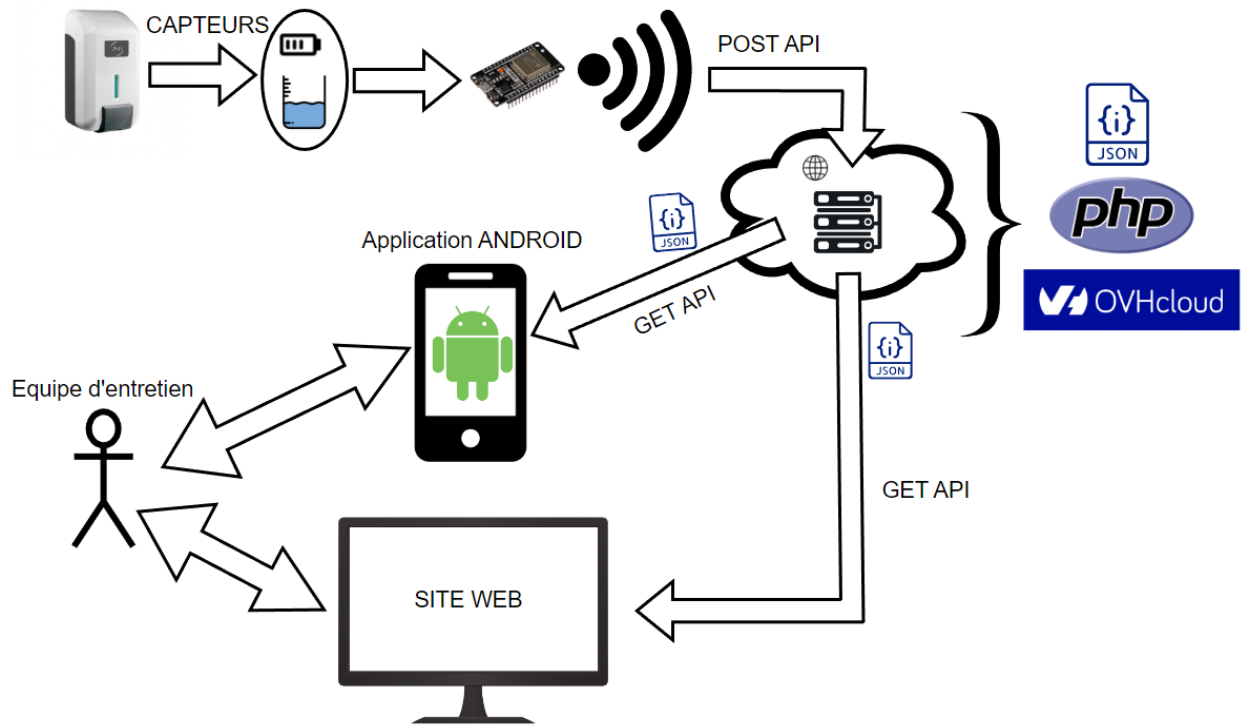 CAPTEURS
POST API
{i}
JSON
php
OVHcloud
{i}
JSON
Application ANDROID
GET API
{i}
JSON
Equipe d'entretien
GET API
SITE WEB